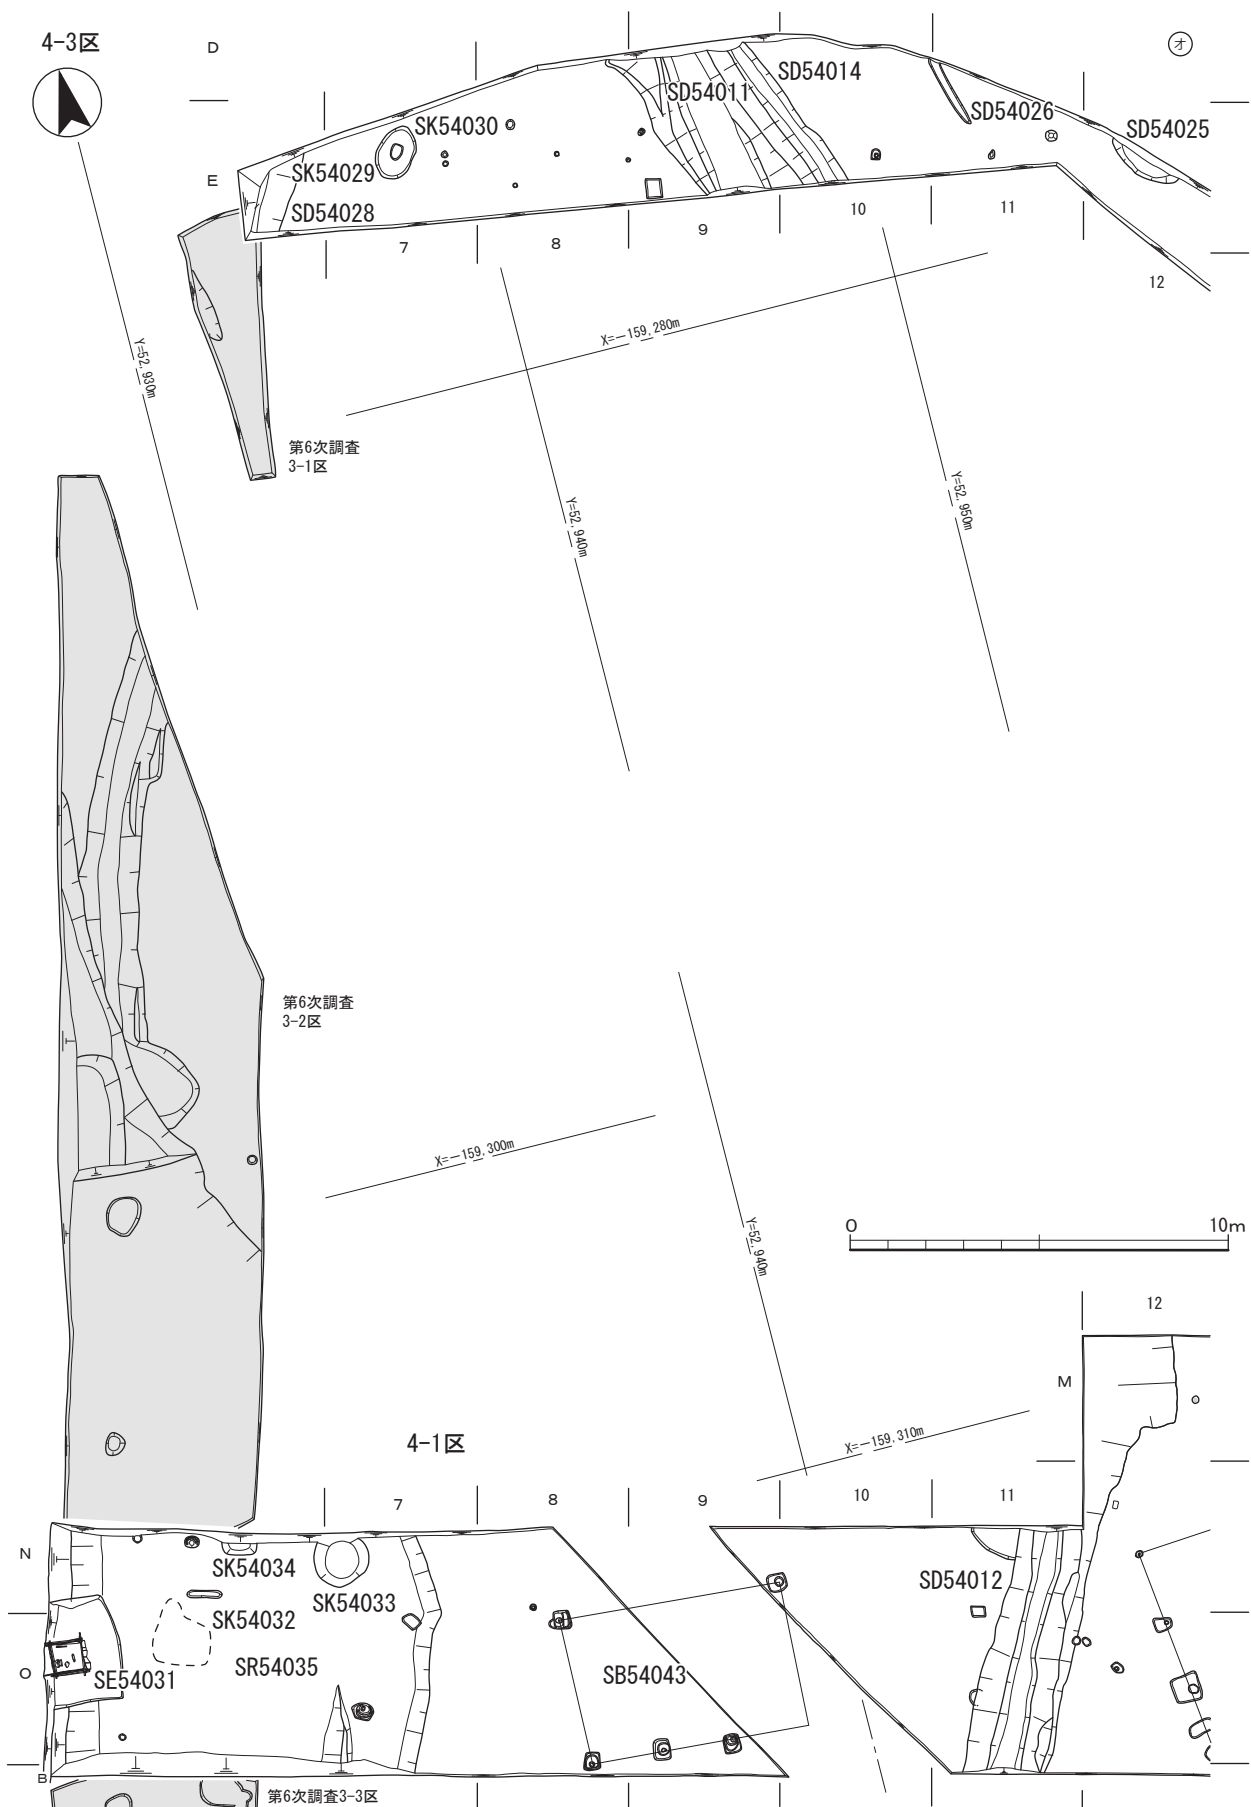 4-3区
D
オ
SD54014
SD54011
SK54030
SD54026
SD54025
SK54029
E
SD54028
7
8
9
10
11
12
X=-159,280m
Y=52,930m
第6次調査
3-1区
Y=52,940m
Y=52,950m
第6次調査
3-2区
X=-159,300m
Y=52,940m
0
10m
12
M
4-1区
X=-159,310m
7
8
9
10
11
N
SK54034
SD54012
SK54033
SK54032
O
SR54035
SE54031
SB54043
B
第6次調査3-3区